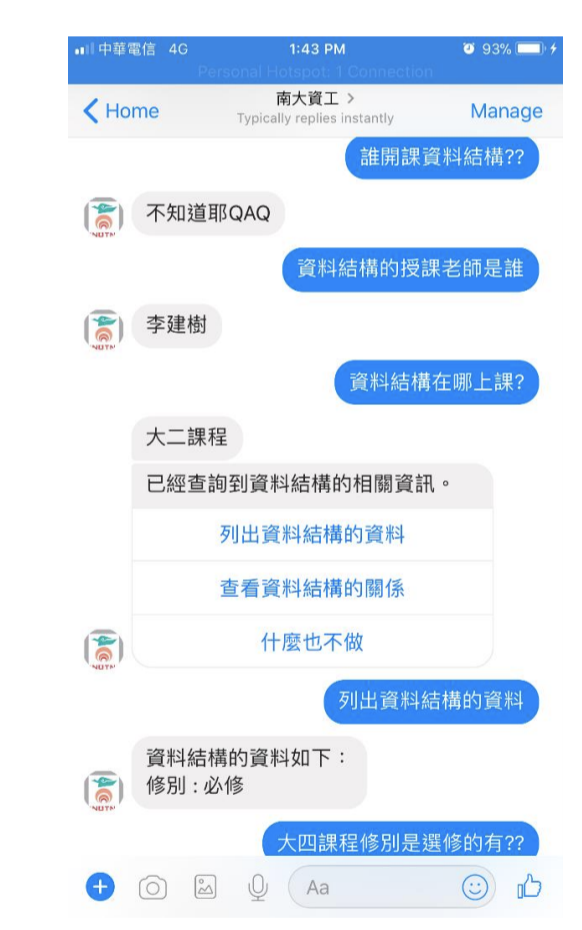 中華電信 4G 1:43 PM 93%
Personal Hotspot: 1 Connection
Home 南大資工 > Manage
Typically replies instantly
誰開課資料結構??
不知道耶QAQ
NUTN
資料結構的授課老師是誰
李建樹
NUTN
資料結構在哪上課?
大二課程
已經查詢到資料結構的相關資訊。
列出資料結構的資料
查看資料結構的關係
什麼也不做
NUTN
列出資料結構的資料
資料結構的資料如下：
修別 : 必修
NUTN
大四課程修別是選修的有??
Aa